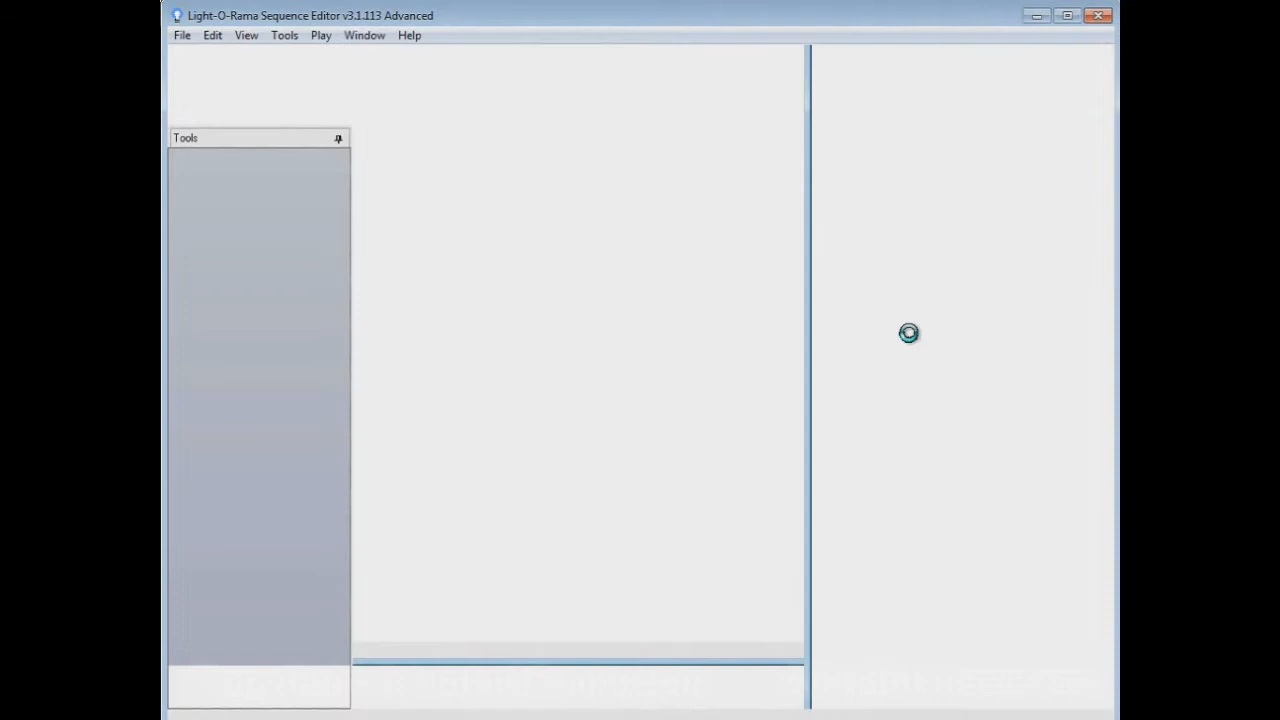 Light-O-Rama Sequence Editor v3.1.113 Advanced
File Edit View Tools Play Window Help
Tools